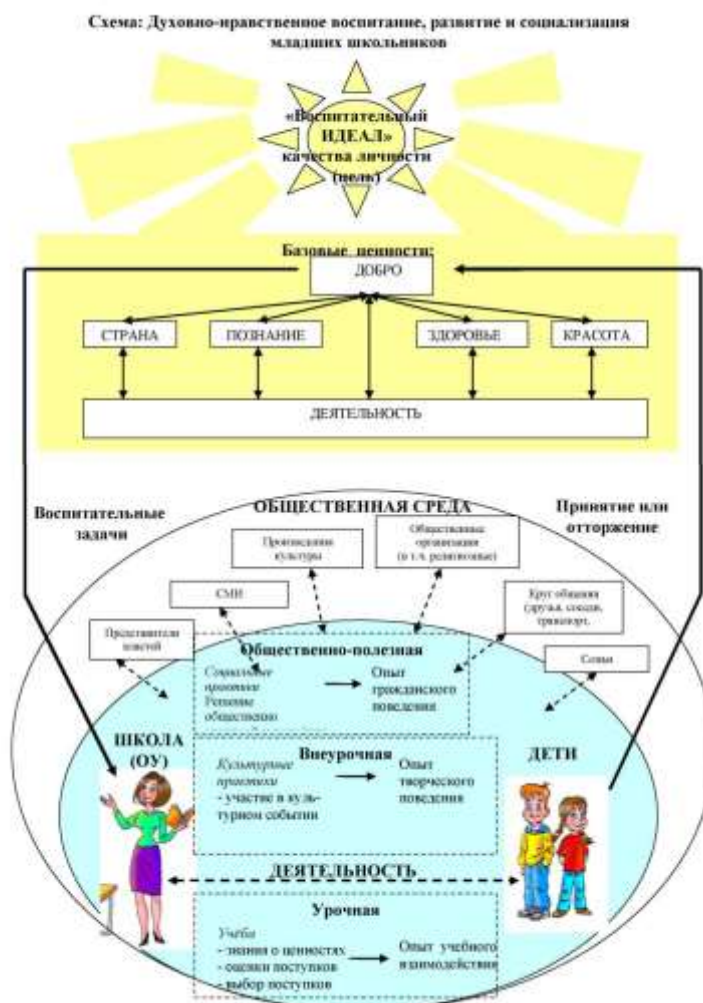 Схема: Духовно-нравственное воспитание, развитие и социализация
младших школьников
«Воспитательный
ИДЕАЛ»
качества личности
(цель)
Базовые ценности:
ДОБРО
СТРАНА
ПОЗНАНИЕ
ЗДОРОВЬЕ
КРАСОТА
ДЕЯТЕЛЬНОСТЬ
Воспитательные
задачи
ОБЩЕСТВЕННАЯ СРЕДА
Принятие или
отторжение
Произведения
культуры
Общественные
организации
(в т.ч. религиозные)
СМИ
Круг общения
(друзья, соседи,
транспорт,
Представители
властей
Семья
Общественно-полезная
Социальные
практики
Решение
общественно
Опыт
гражданского
поведения
ШКОЛА
(ОУ)
Внеурочная
ДЕТИ
Культурные
практики
- участие в куль-
турном событии
Опыт
творческого
поведения
ДЕЯТЕЛЬНОСТЬ
Урочная
Учеба
- знания о ценностях
- оценки поступков
- выбор поступков
Опыт учебного
взаимодействия